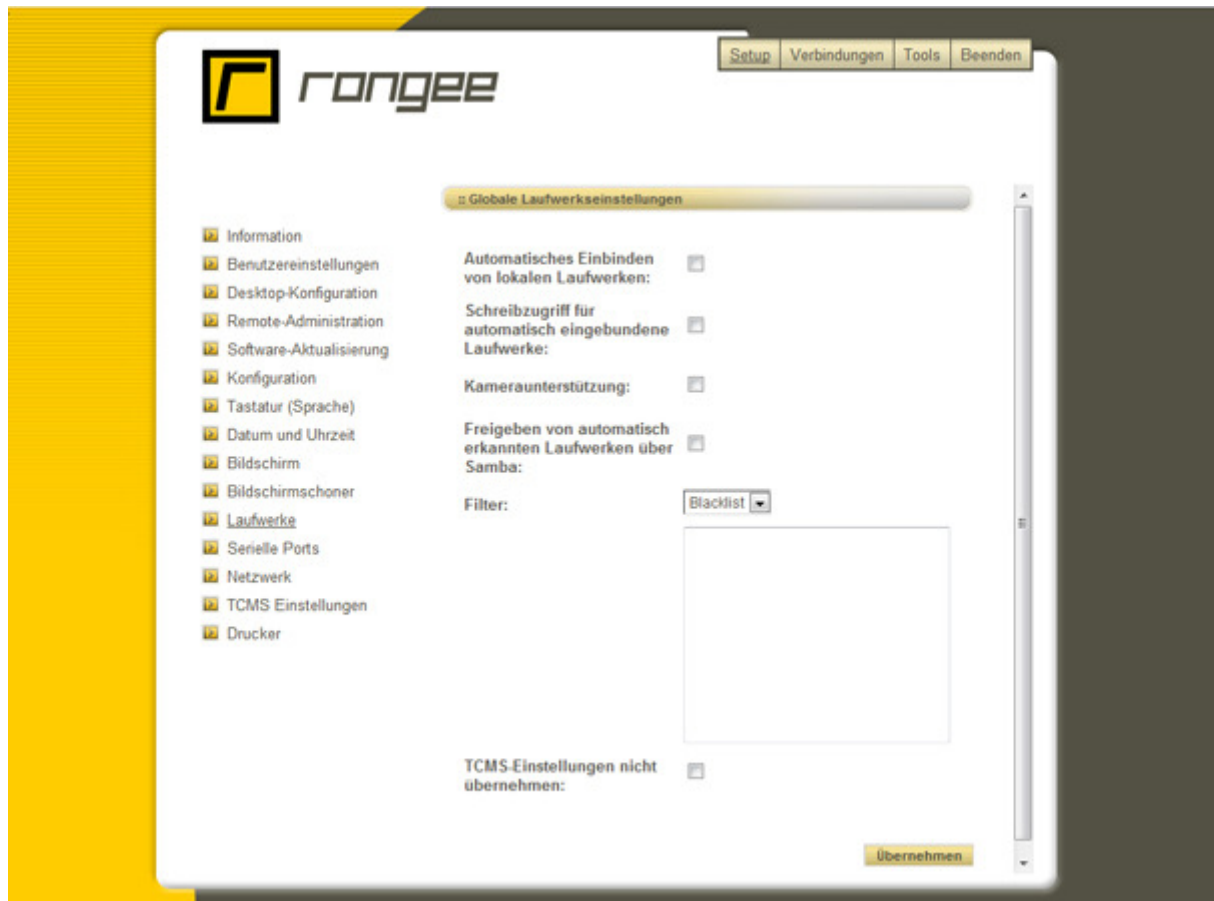 rangee
Setup
Verbindungen
Tools
Beenden
:: Globale Laufwerkseinstellungen
Information
Benutzereinstellungen
Desktop-Konfiguration
Remote-Administration
Software-Aktualisierung
Konfiguration
Tastatur (Sprache)
Datum und Uhrzeit
Bildschirm
Bildschirmschoner
Laufwerke
Serielle Ports
Netzwerk
TCMS Einstellungen
Drucker
Automatisches Einbinden
von lokalen Laufwerken:
Schreibzugriff für
automatisch eingebundene
Laufwerke:
Kameraunterstützung:
Freigeben von automatisch
erkannten Laufwerken über
Samba:
Filter:
Blacklist
TCMS-Einstellungen nicht
übernehmen:
Übernehmen